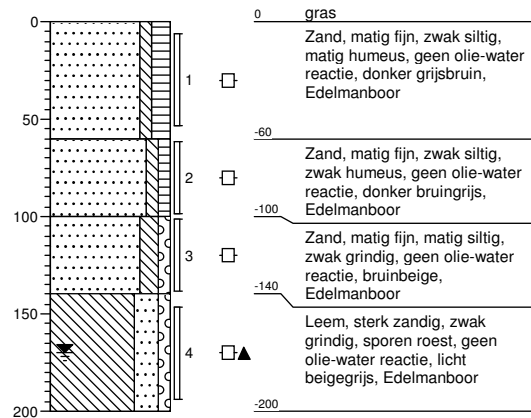 0
50
100
150
200
1
2
3
4
0 gras
Zand, matig fijn, zwak siltig,
matig humeus, geen olie-water
reactie, donker grijsbruin,
Edelmanboor
-60
Zand, matig fijn, zwak siltig,
zwak humeus, geen olie-water
reactie, donker bruingrijs,
Edelmanboor
-100
Zand, matig fijn, matig siltig,
zwak grindig, geen olie-water
reactie, bruinbeige,
Edelmanboor
-140
Leem, sterk zandig, zwak
grindig, sporen roest, geen
olie-water reactie, licht
beigegrijs, Edelmanboor
-200